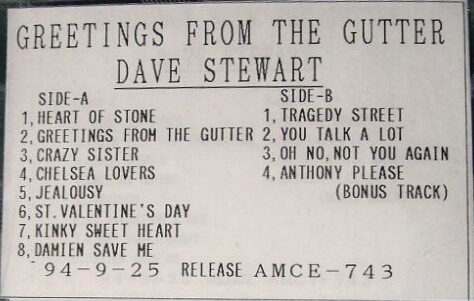 GREETINGS FROM THE GUTTER
DAVE STEWART
SIDE-A
1, HEART OF STONE
2, GREETINGS FROM THE GUTTER
3, CRAZY SISTER
4, CHELSEA LOVERS
5, JEALOUSY
6, ST. VALENTINE'S DAY
7, KINKY SWEET HEART
8, DAMIEN SAVE ME
SIDE-B
1, TRAGEDY STREET
2, YOU TALK A LOT
3, OH NO, NOT YOU AGAIN
4, ANTHONY PLEASE
(BONUS TRACK)
94-9-25 RELEASE AMCE-743